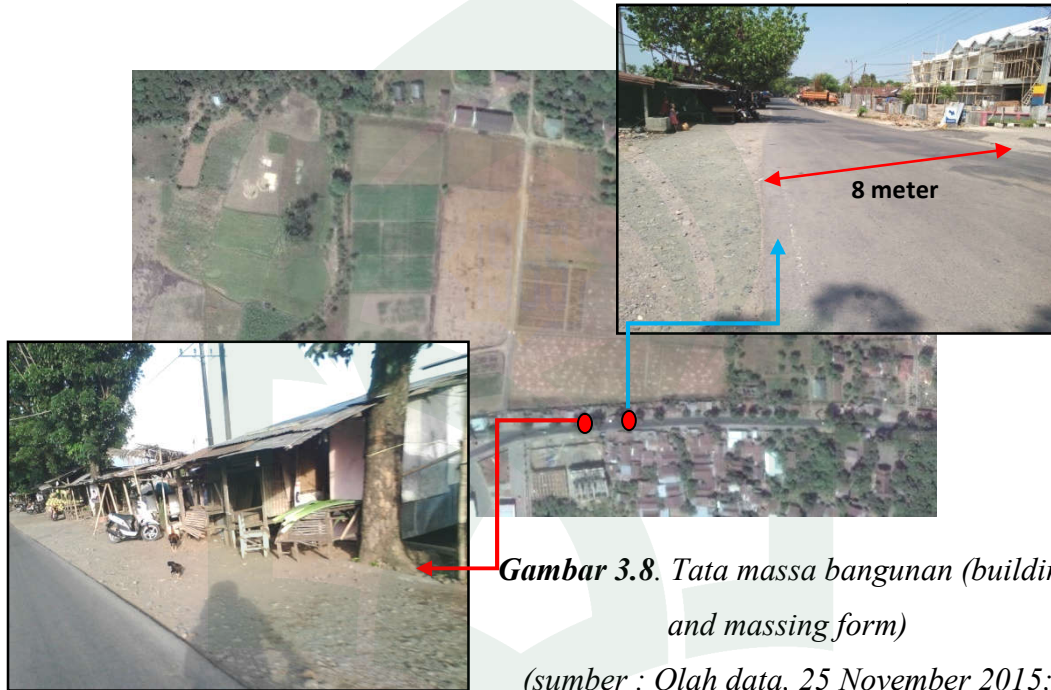 8 meter
Gambar 3.8. Tata massa bangunan (buildin
and massing form)
(sumber : Olah data, 25 November 2015: